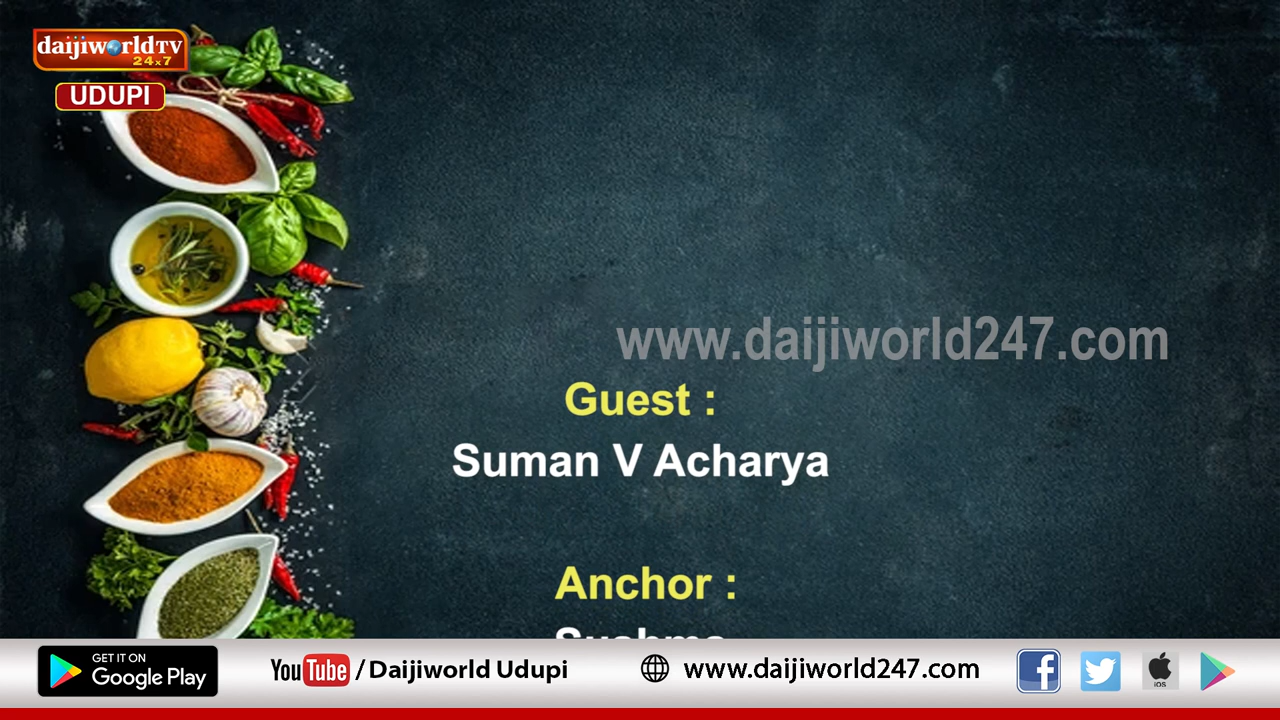 daijiworldTV
24x7
UDUPI
www.daijiworld247.com
Guest :
Suman V Acharya
Anchor :
GET IT ON
Google Play
YouTube / Daijiworld Udupi
www.daijiworld247.com
iOS